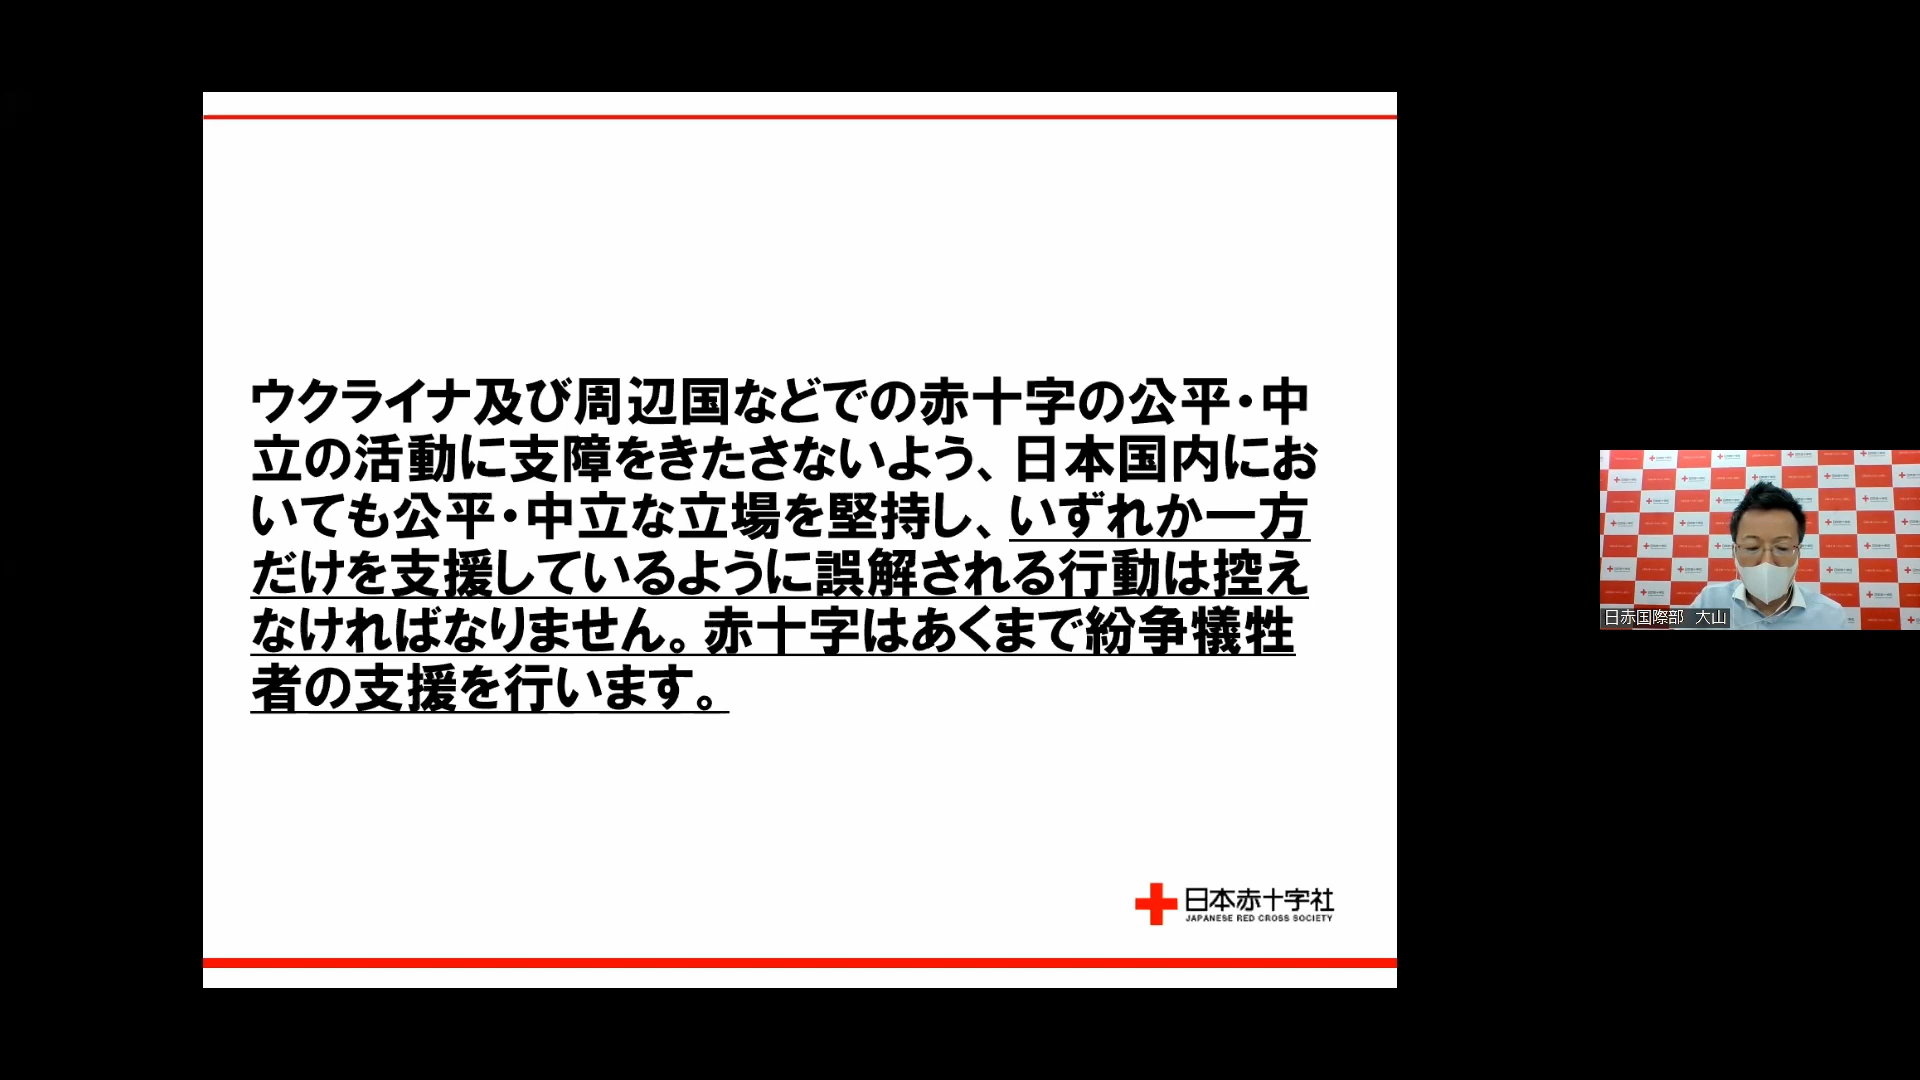 ウクライナ及び周辺国などでの赤十字の公平・中
立の活動に支障をきたさないよう、日本国内にお
いても公平・中立な立場を堅持し、いずれか一方
だけを支援しているように誤解される行動は控え
なければなりません。赤十字はあくまで紛争犠牲
者の支援を行います。
日本赤十字社
JAPANESE RED CROSS SOCIETY
日赤国際部 大山